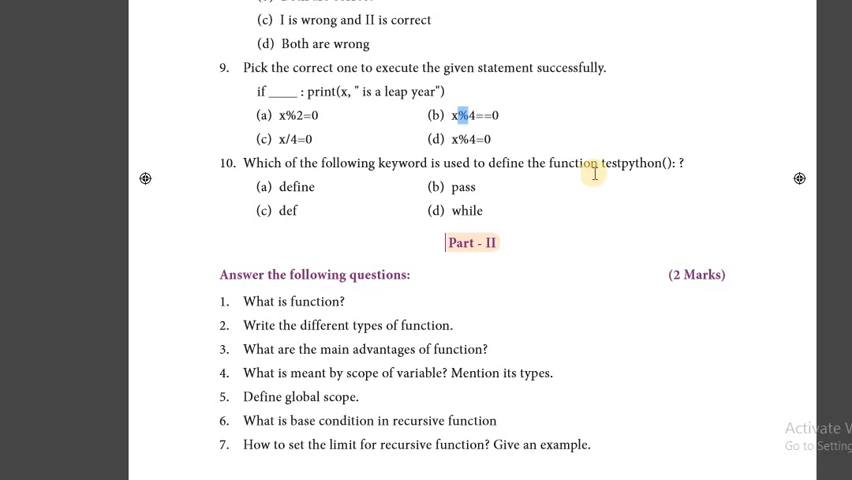 (c) I is wrong and II is correct
(d) Both are wrong
9. Pick the correct one to execute the given statement successfully.
if ____ : print(x, " is a leap year")
(a) x%2=0 (b) x%4==0
(c) x/4=0 (d) x%4=0
10. Which of the following keyword is used to define the function testpython(): ?
(a) define (b) pass
(c) def (d) while
Part - II
Answer the following questions: (2 Marks)
1. What is function?
2. Write the different types of function.
3. What are the main advantages of function?
4. What is meant by scope of variable? Mention its types.
5. Define global scope.
6. What is base condition in recursive function
7. How to set the limit for recursive function? Give an example.
Activate W
Go to Setting